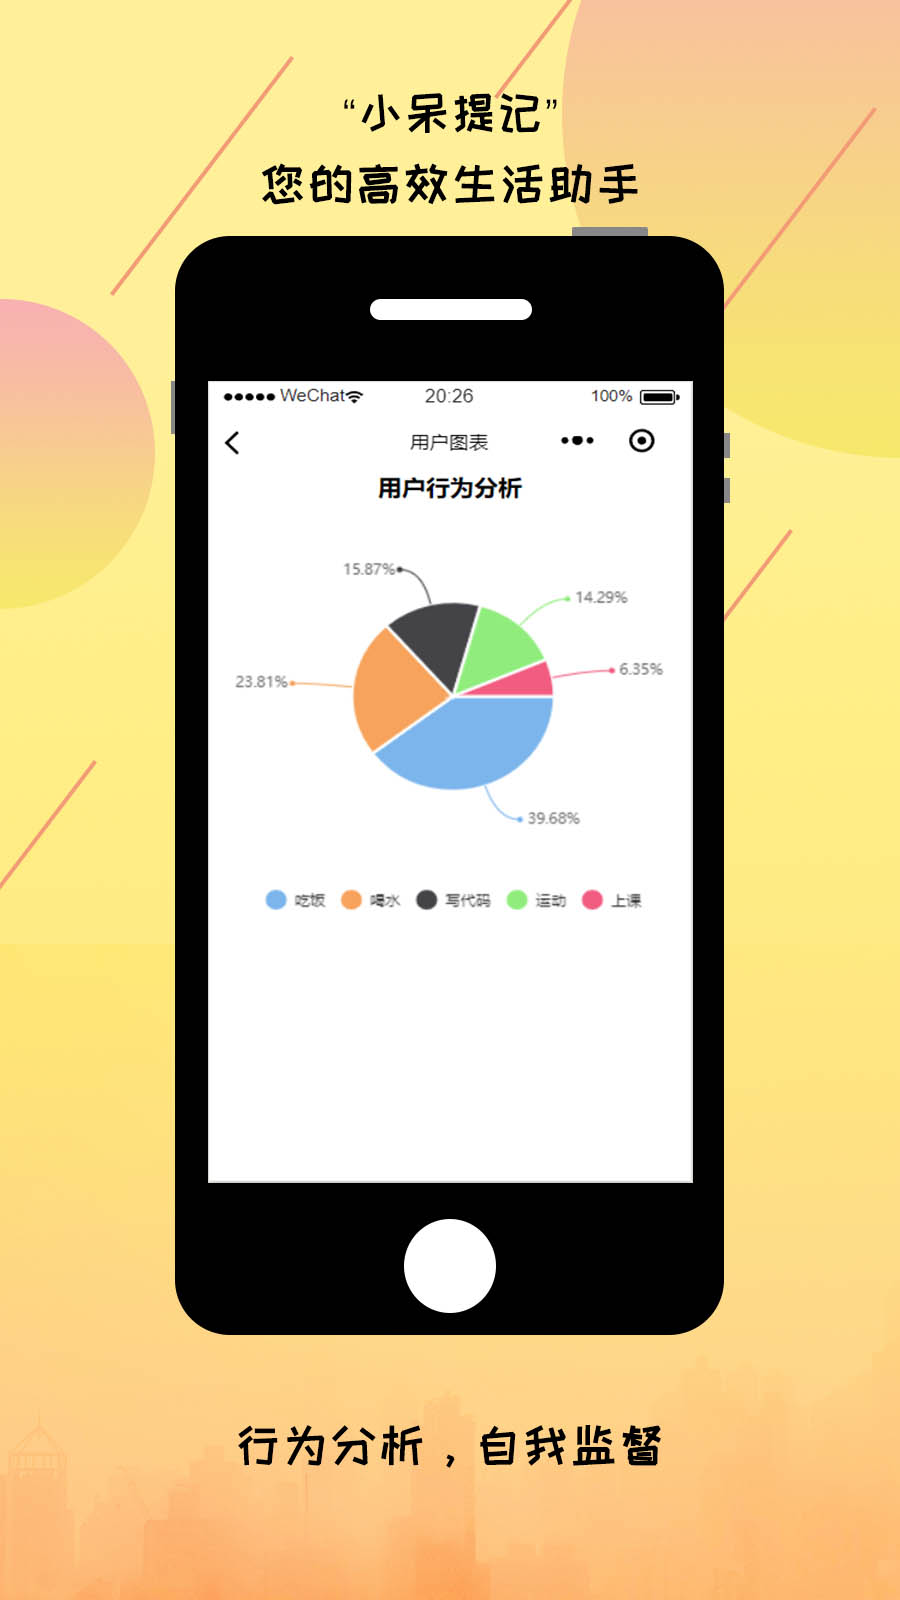 “小呆提记”
您的高效生活助手
WeChat 20:26 100%
用户图表
用户行为分析
15.87%
14.29%
6.35%
23.81%
39.68%
吃饭 喝水 写代码 运动 上课
行为分析，自我监督